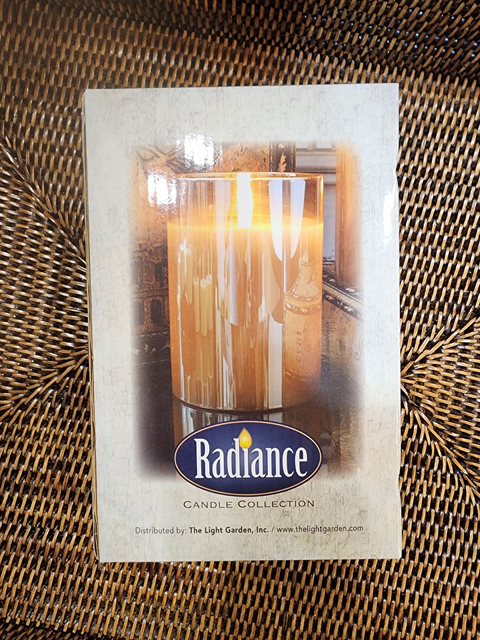 Radiance
CANDLE COLLECTION
Distributed by: The Light Garden, Inc. / www.thelightgarden.com